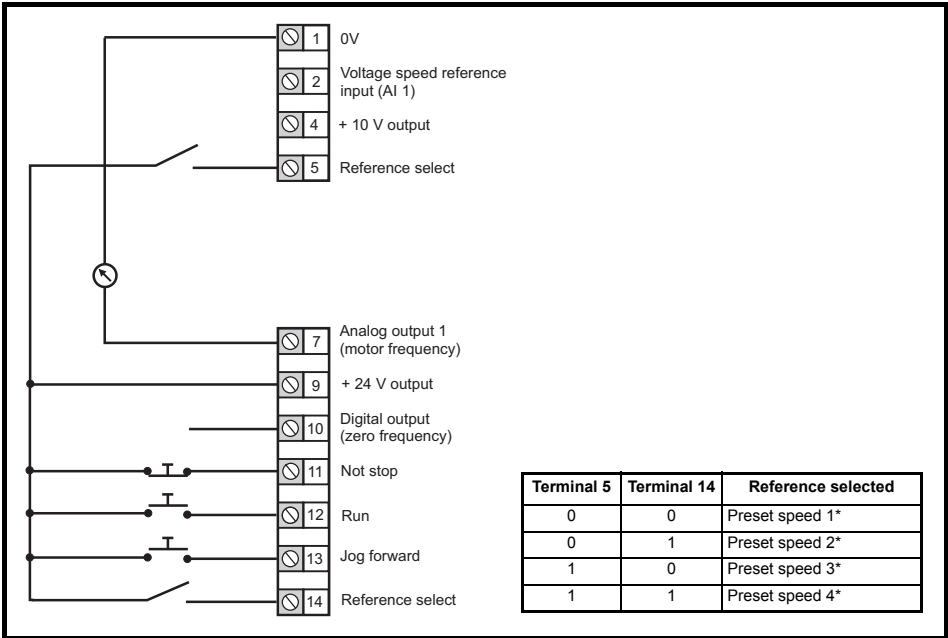 1 0V
2 Voltage speed reference
input (AI 1)
4 + 10 V output
5 Reference select
7 Analog output 1
(motor frequency)
9 + 24 V output
10 Digital output
(zero frequency)
11 Not stop
12 Run
13 Jog forward
14 Reference select
Terminal 5 Terminal 14 Reference selected
0 0 Preset speed 1*
0 1 Preset speed 2*
1 0 Preset speed 3*
1 1 Preset speed 4*